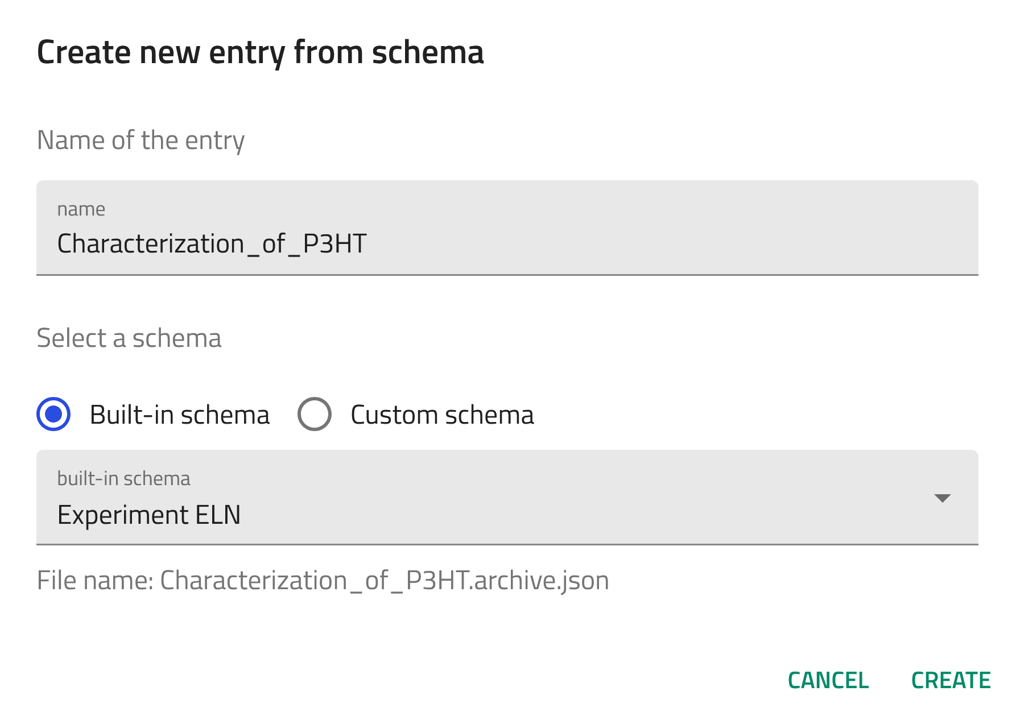 Create new entry from schema
Name of the entry
name
Characterization_of_P3HT
Select a schema
Built-in schema Custom schema
built-in schema
Experiment ELN
File name: Characterization_of_P3HT.archive.json
CANCEL CREATE